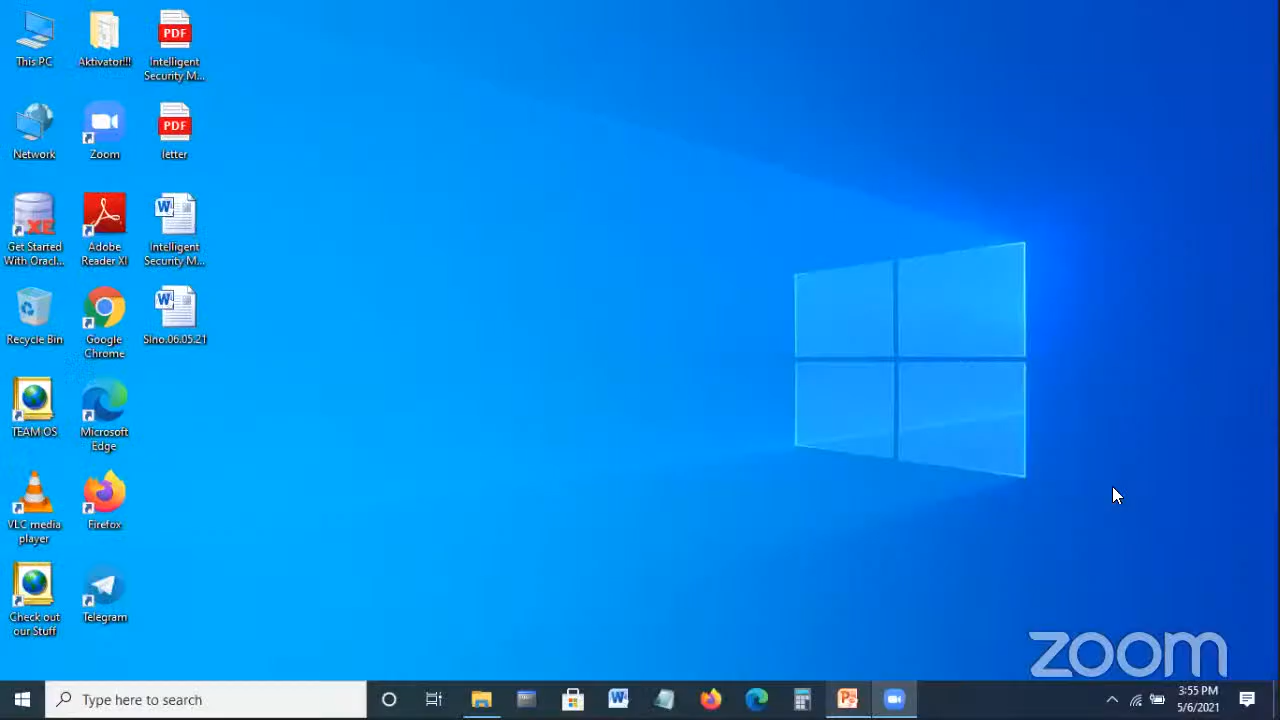 This PC
Aktivator!!!
PDF
Intelligent
Security M...
Network
Zoom
PDF
letter
XE
Get Started
With Oracl...
Adobe
Reader XI
W
Intelligent
Security M...
Recycle Bin
Google
Chrome
W
Sino.06.05.21
TEAM OS
Microsoft
Edge
VLC media
player
Firefox
Check out
our Stuff
Telegram
zoom
Type here to search
3:55 PM
5/6/2021